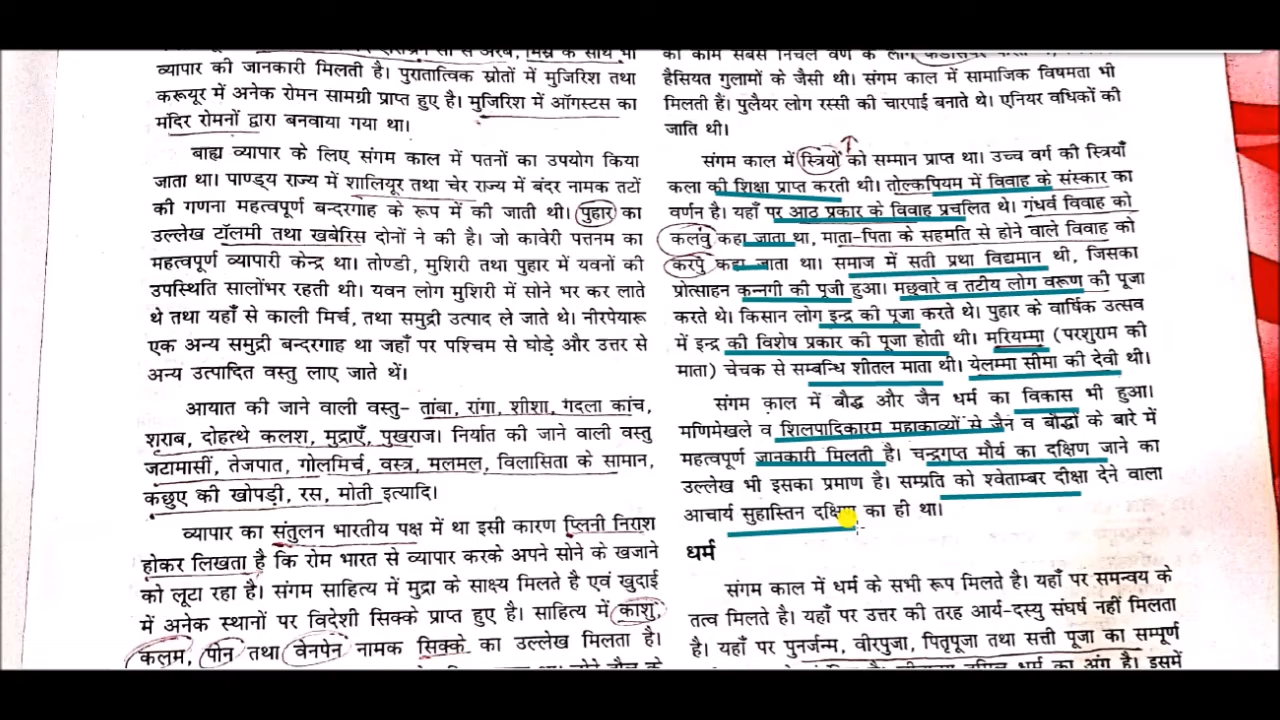 व्यापार की जानकारी मिलती है। पुरातात्विक स्रोतों में मुजिरिश तथा
करूयूर में अनेक रोमन सामग्री प्राप्त हुए है। मुजिरिश में ऑगस्टस का
मंदिर रोमनों द्वारा बनवाया गया था।
बाह्य व्यापार के लिए संगम काल में पतनों का उपयोग किया
जाता था। पाण्ड्य राज्य में शालियूर तथा चेर राज्य में बंदर नामक तटों
की गणना महत्वपूर्ण बन्दरगाह के रूप में की जाती थी। पुहार का
उल्लेख टॉलमी तथा खबेरिस दोनों ने की है। जो कावेरी पत्तनम का
महत्वपूर्ण व्यापारी केन्द्र था। तोण्डी, मुशिरी तथा पुहार में यवनों की
उपस्थिति सालोंभर रहती थी। यवन लोग मुशिरी में सोने भर कर लाते
थे तथा यहाँ से काली मिर्च, तथा समुद्री उत्पाद ले जाते थे। नीरपेयारू
एक अन्य समुद्री बन्दरगाह था जहाँ पर पश्चिम से घोड़े और उत्तर से
अन्य उत्पादित वस्तु लाए जाते थें।
आयात की जाने वाली वस्तु- तांबा, रांगा, शीशा, गदला कांच,
शराब, दोहत्थे कलश, मुद्राएँ, पुखराज। निर्यात की जाने वाली वस्तु
जटामासीं, तेजपात, गोलमिर्च, वस्त्र, मलमल, विलासिता के सामान,
कछुए की खोपड़ी, रस, मोती इत्यादि।
व्यापार का संतुलन भारतीय पक्ष में था इसी कारण प्लिनी निराश
होकर लिखता है कि रोम भारत से व्यापार करके अपने सोने के खजाने
को लूटा रहा है। संगम साहित्य में मुद्रा के साक्ष्य मिलते है एवं खुदाई
में अनेक स्थानों पर विदेशी सिक्के प्राप्त हुए है। साहित्य में काशु,
कलम, पोन तथा वेनपेन नामक सिक्के का उल्लेख मिलता है।
हैसियत गुलामों के जैसी थी। संगम काल में सामाजिक विषमता भी
मिलती हैं। पुलैयर लोग रस्सी की चारपाई बनाते थे। एनियर वधिकों की
जाति थी।
संगम काल में स्त्रियों को सम्मान प्राप्त था। उच्च वर्ग की स्त्रियाँ
कला की शिक्षा प्राप्त करती थी। तोल्कपियम में विवाह के संस्कार का
वर्णन है। यहाँ पर आठ प्रकार के विवाह प्रचलित थे। गंधर्व विवाह को
कलंवु कहा जाता था, माता-पिता के सहमति से होने वाले विवाह को
करपु कहा जाता था। समाज में सती प्रथा विद्यमान थी, जिसका
प्रोत्साहन कन्नगी की पूजी हुआ। मछुवारे व तटीय लोग वरूण की पूजा
करते थे। किसान लोग इन्द्र की पूजा करते थे। पुहार के वार्षिक उत्सव
में इन्द्र की विशेष प्रकार की पूजा होती थी। मरियम्मा (परशुराम की
माता) चेचक से सम्बन्धि शीतल माता थी। येलम्मा सीमा की देवी थी।
संगम काल में बौद्ध और जैन धर्म का विकास भी हुआ।
मणिमेखले व शिलपादिकारम महाकाव्यों से जैन व बौद्धों के बारे में
महत्वपूर्ण जानकारी मिलती है। चन्द्रगप्त मौर्य का दक्षिण जाने का
उल्लेख भी इसका प्रमाण है। सम्प्रति को श्वेताम्बर दीक्षा देने वाला
आचार्य सुहास्तिन दक्षिण का ही था।
धर्म
संगम काल में धर्म के सभी रूप मिलते है। यहाँ पर समन्वय के
तत्व मिलते है। यहाँ पर उत्तर की तरह आर्य-दस्यु संघर्ष नहीं मिलता
है। यहाँ पर पुनर्जन्म, वीरपुजा, पितृपूजा तथा सत्ती पूजा का सम्पूर्ण